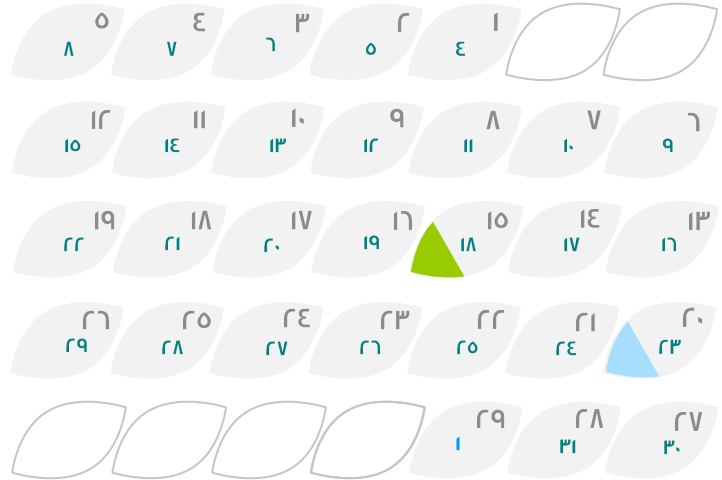 ١ ٢ ٣ ٤ ٥
٤ ٥ ٦ ٧ ٨
٦ ٧ ٨ ٩ ١٠ ١١ ١٢
٩ ١٠ ١١ ١٢ ١٣ ١٤ ١٥
١٣ ١٤ ١٥ ١٦ ١٧ ١٨ ١٩
١٦ ١٧ ١٨ ١٩ ٢٠ ٢١ ٢٢
٢٠ ٢١ ٢٢ ٢٣ ٢٤ ٢٥ ٢٦
٢٣ ٢٤ ٢٥ ٢٦ ٢٧ ٢٨ ٢٩
٢٧ ٢٨ ٢٩
٣٠ ٣١ ١